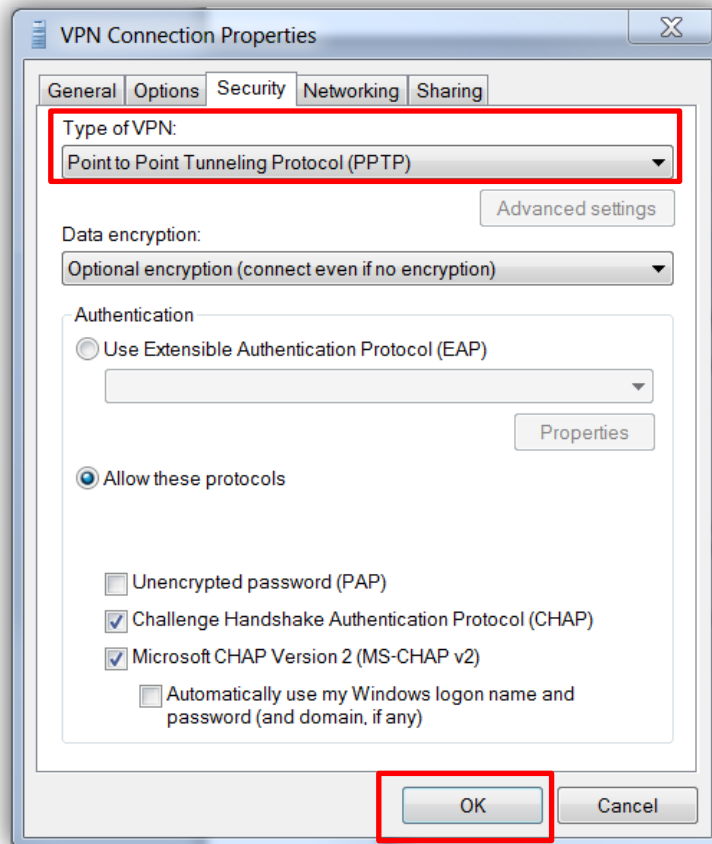 VPN Connection Properties
General Options Security Networking Sharing
Type of VPN:
Point to Point Tunneling Protocol (PPTP)
Advanced settings
Data encryption:
Optional encryption (connect even if no encryption)
Authentication
Use Extensible Authentication Protocol (EAP)
Properties
Allow these protocols
Unencrypted password (PAP)
Challenge Handshake Authentication Protocol (CHAP)
Microsoft CHAP Version 2 (MS-CHAP v2)
Automatically use my Windows logon name and
password (and domain, if any)
OK Cancel